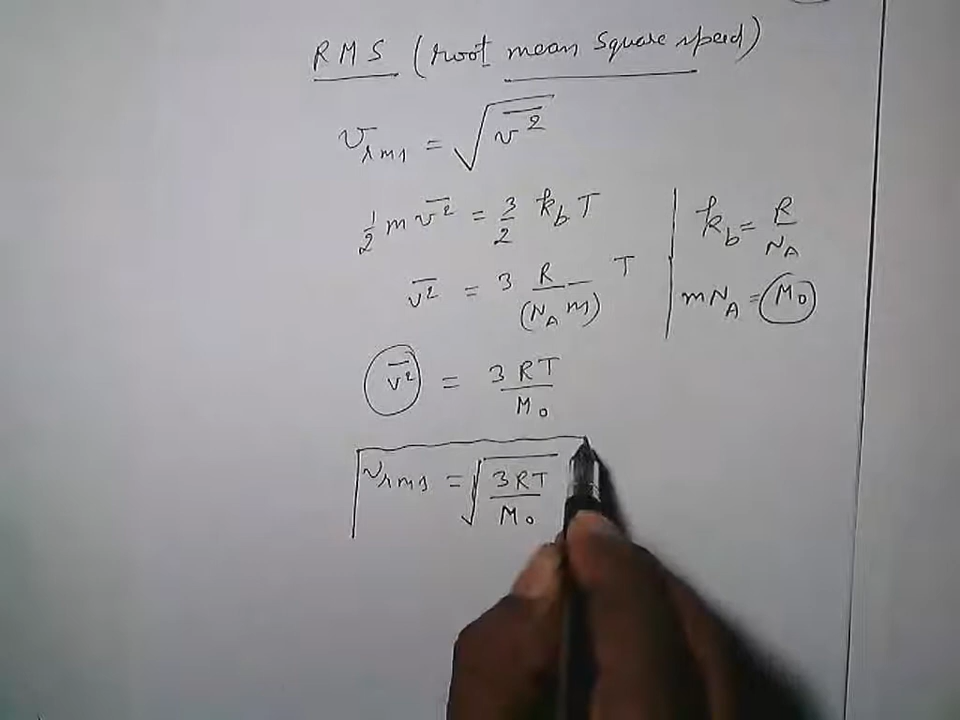 RMS (root mean square speed)
v_rms = √(v̅²)
½ m v̅² = 3/2 k_b T
v̅² = 3 R/(N_A m) T
k_b = R/N_A
mN_A = M₀
v̅² = 3RT/M₀
v_rms = √(3RT/M₀)